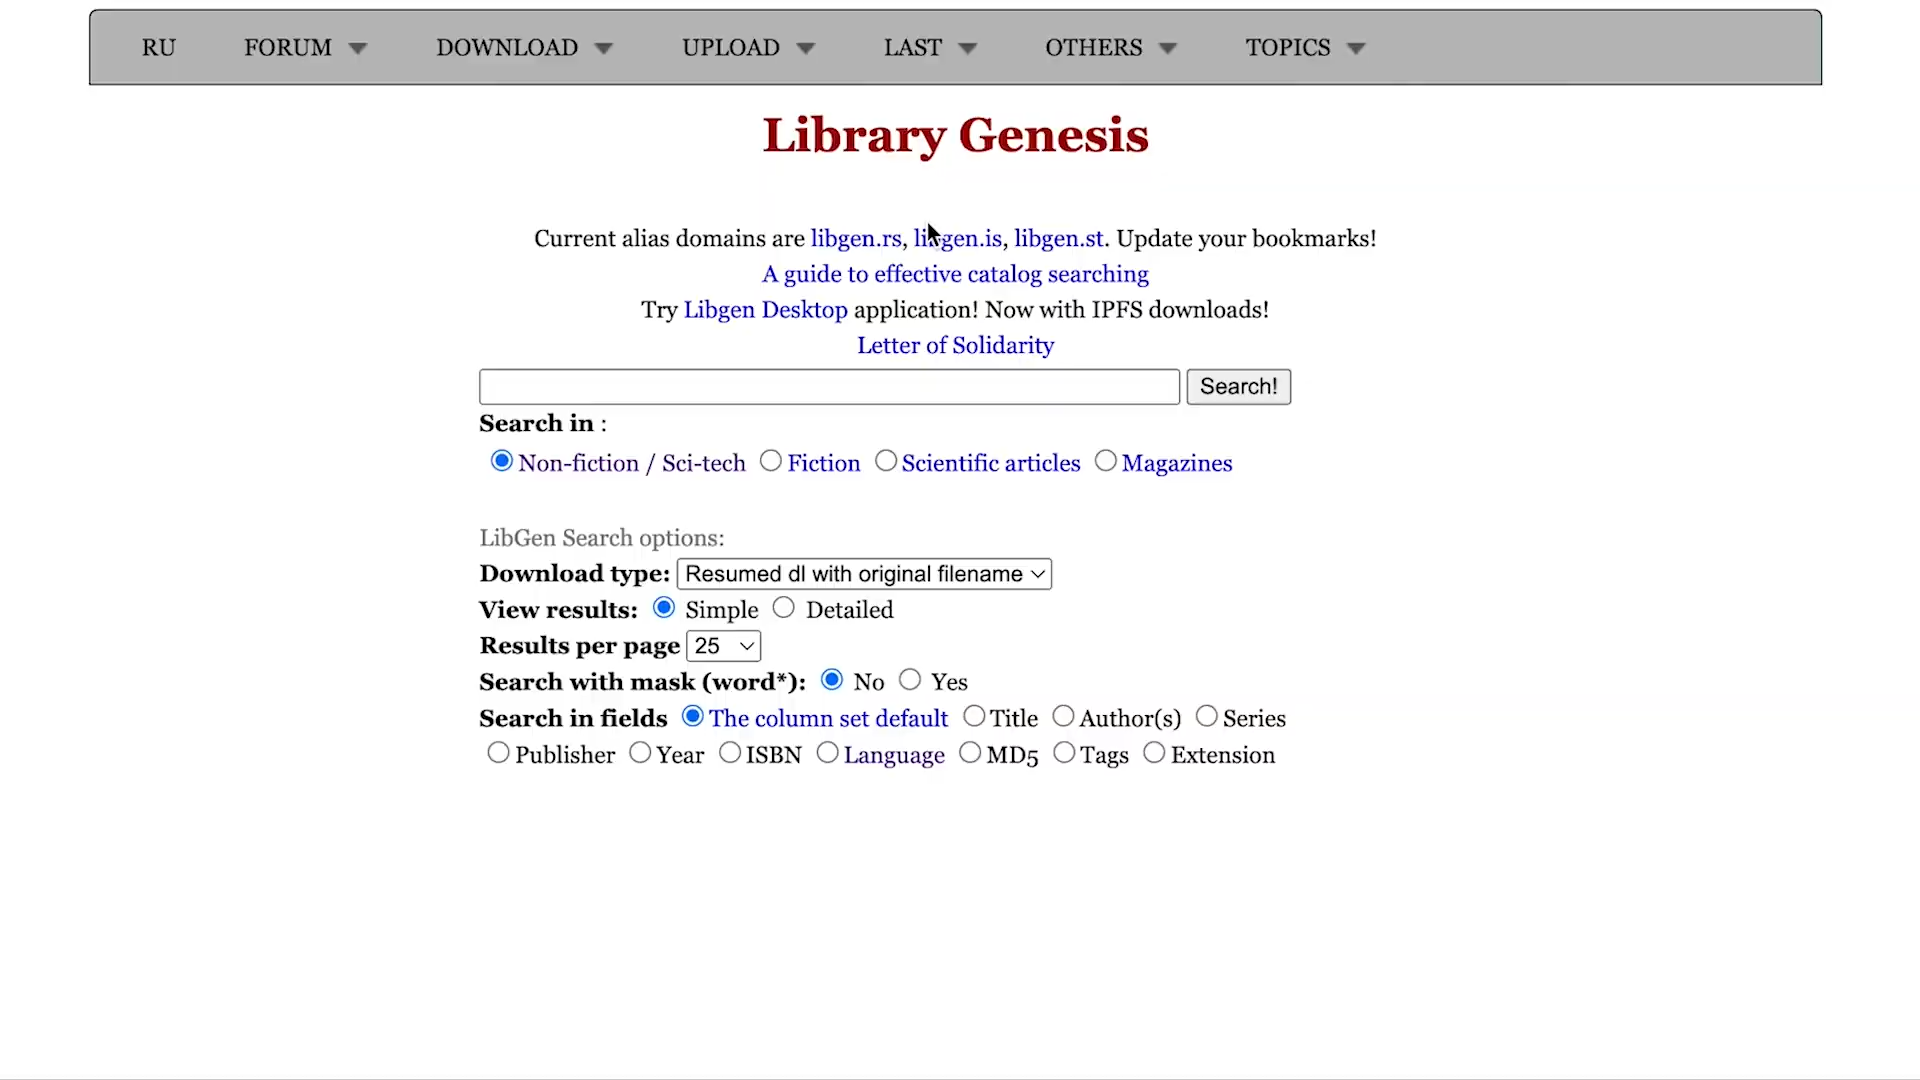 RU FORUM DOWNLOAD UPLOAD LAST OTHERS TOPICS
Library Genesis
Current alias domains are libgen.rs, libgen.is, libgen.st. Update your bookmarks!
A guide to effective catalog searching
Try Libgen Desktop application! Now with IPFS downloads!
Letter of Solidarity
Search!
Search in :
Non-fiction / Sci-tech Fiction Scientific articles Magazines
LibGen Search options:
Download type: Resumed dl with original filename
View results: Simple Detailed
Results per page 25
Search with mask (word*): No Yes
Search in fields The column set default Title Author(s) Series
Publisher Year ISBN Language MD5 Tags Extension